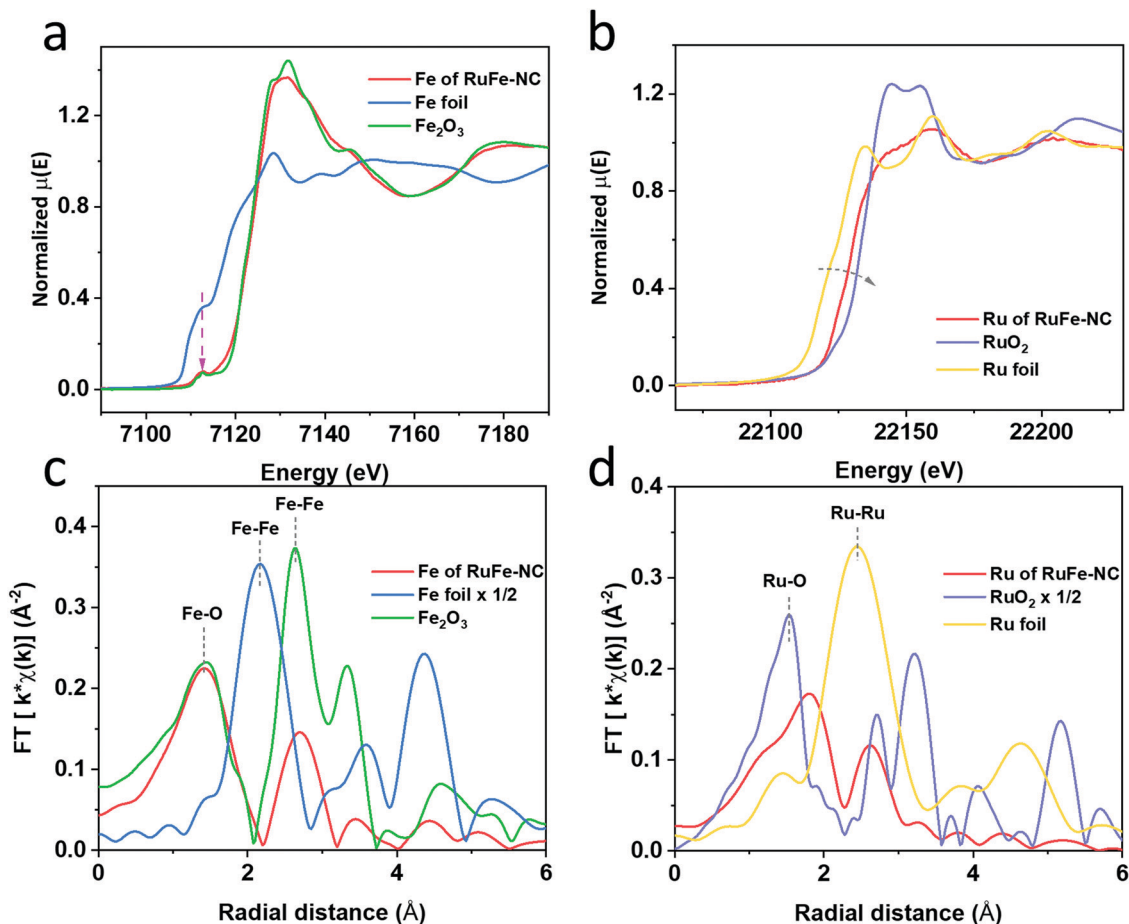 a
Normalized μ(E)
1.2
0.8
0.4
0.0
Fe of RuFe-NC
Fe foil
Fe₂O₃
7100
7120
7140
7160
7180
Energy (eV)
b
Normalized μ(E)
1.2
0.8
0.4
0.0
Ru of RuFe-NC
RuO₂
Ru foil
22100
22150
22200
Energy (eV)
c
FT [ k*χ(k)] (Å⁻²)
0.4
0.3
0.2
0.1
0.0
Fe-O
Fe-Fe
Fe-Fe
Fe of RuFe-NC
Fe foil x 1/2
Fe₂O₃
0
2
4
6
Radial distance (Å)
d
FT [ k*χ(k)] (Å⁻²)
0.4
0.3
0.2
0.1
0.0
Ru-O
Ru-Ru
Ru of RuFe-NC
RuO₂ x 1/2
Ru foil
0
2
4
6
Radial distance (Å)